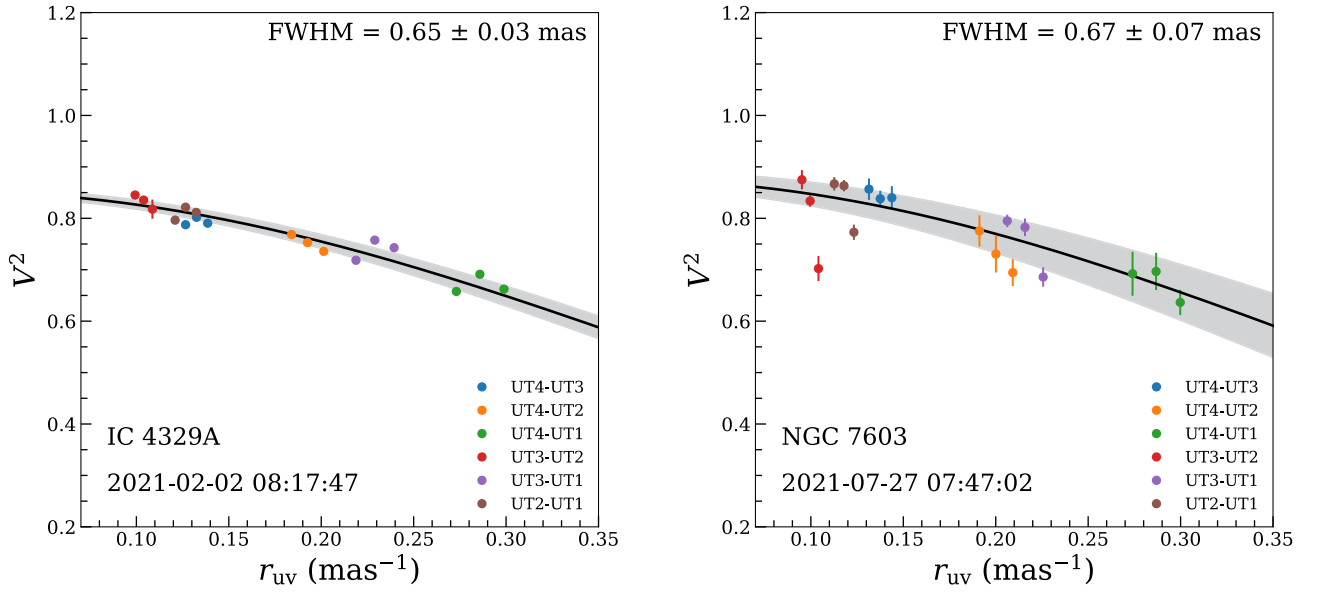 FWHM = 0.65 ± 0.03 mas
1.2
1.0
0.8
0.6
0.4
0.2
V²
UT4-UT3
UT4-UT2
UT4-UT1
UT3-UT2
UT3-UT1
UT2-UT1
IC 4329A
2021-02-02 08:17:47
0.10 0.15 0.20 0.25 0.30 0.35
r_uv (mas⁻¹)
FWHM = 0.67 ± 0.07 mas
1.2
1.0
0.8
0.6
0.4
0.2
V²
UT4-UT3
UT4-UT2
UT4-UT1
UT3-UT2
UT3-UT1
UT2-UT1
NGC 7603
2021-07-27 07:47:02
0.10 0.15 0.20 0.25 0.30 0.35
r_uv (mas⁻¹)